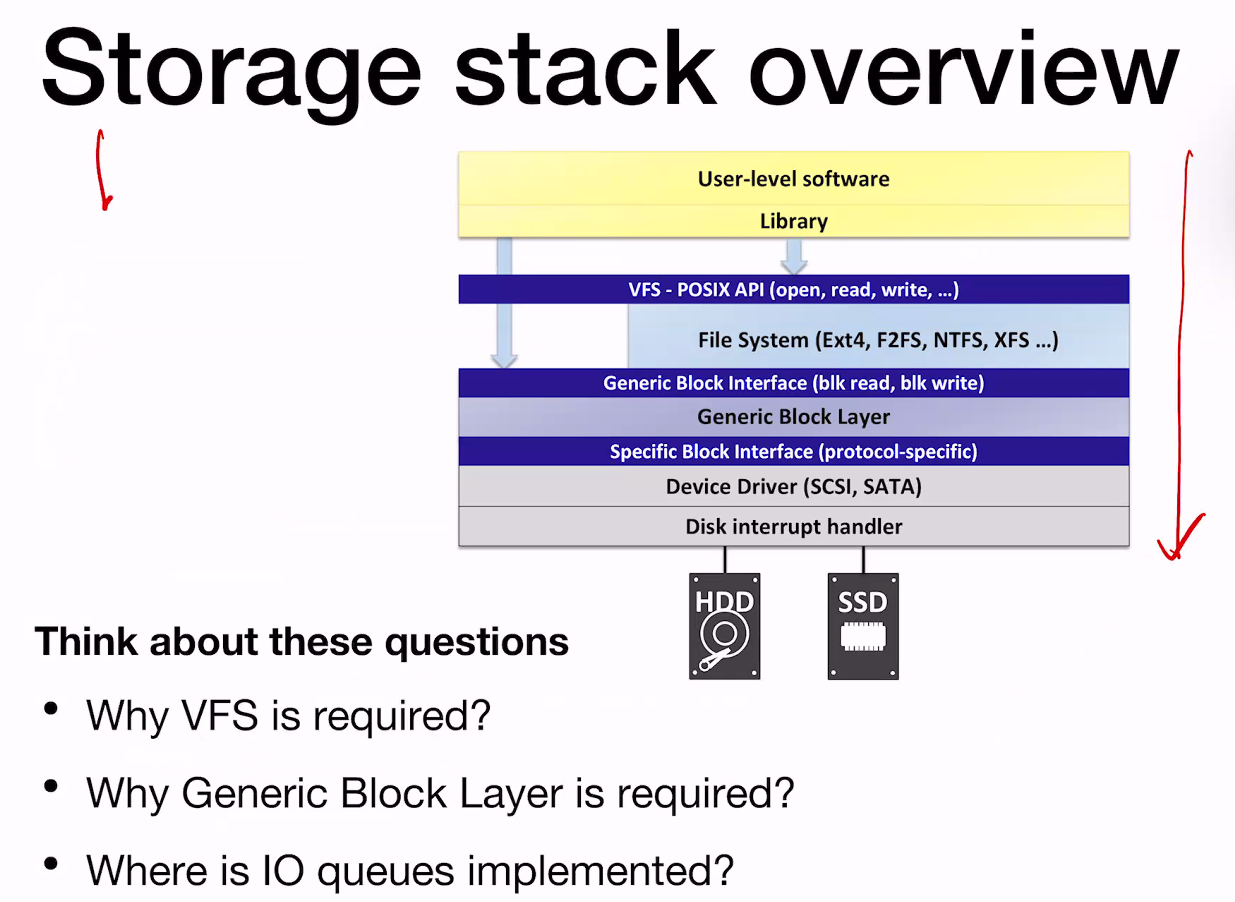 Storage stack overview
User-level software
Library
VFS - POSIX API (open, read, write, …)
File System (Ext4, F2FS, NTFS, XFS …)
Generic Block Interface (blk read, blk write)
Generic Block Layer
Specific Block Interface (protocol-specific)
Device Driver (SCSI, SATA)
Disk interrupt handler
HDD
SSD
Think about these questions
• Why VFS is required?
• Why Generic Block Layer is required?
• Where is IO queues implemented?